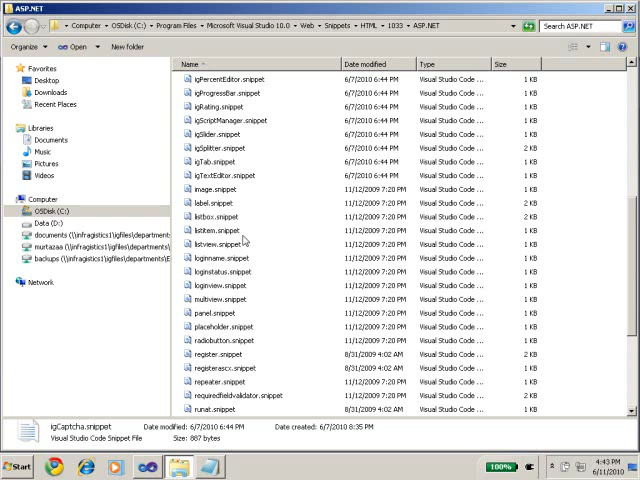 ASP.NET
Computer OSDisk (C:) Program Files Microsoft Visual Studio 10.0 Web Snippets HTML 1033 ASP.NET Search ASP.NET
Organize Open New folder
Favorites
Desktop
Downloads
Recent Places
Libraries
Documents
Music
Pictures
Videos
Computer
OSDisk (C:)
Data (D:)
documents (\\infragistics1\igfiles\departments
murtazaa (\\infragistics1\igfiles\departments
backups (\\infragistics1\igfiles\departments\E
Network
Name Date modified Type Size
igPercentEditor.snippet 6/7/2010 6:44 PM Visual Studio Code ... 1 KB
igProgressBar.snippet 6/7/2010 6:44 PM Visual Studio Code ... 1 KB
igRating.snippet 6/7/2010 6:44 PM Visual Studio Code ... 1 KB
igScriptManager.snippet 6/7/2010 6:44 PM Visual Studio Code ... 1 KB
igSlider.snippet 6/7/2010 6:44 PM Visual Studio Code ... 1 KB
igSplitter.snippet 6/7/2010 6:44 PM Visual Studio Code ... 2 KB
igTab.snippet 6/7/2010 6:44 PM Visual Studio Code ... 1 KB
igTextEditor.snippet 6/7/2010 6:44 PM Visual Studio Code ... 1 KB
image.snippet 11/12/2009 7:20 PM Visual Studio Code ... 1 KB
label.snippet 11/12/2009 7:20 PM Visual Studio Code ... 2 KB
listbox.snippet 11/12/2009 7:20 PM Visual Studio Code ... 2 KB
listitem.snippet 11/12/2009 7:20 PM Visual Studio Code ... 1 KB
listview.snippet 11/12/2009 7:20 PM Visual Studio Code ... 1 KB
loginname.snippet 11/12/2009 7:20 PM Visual Studio Code ... 1 KB
loginstatus.snippet 11/12/2009 7:20 PM Visual Studio Code ... 1 KB
loginview.snippet 11/12/2009 7:20 PM Visual Studio Code ... 1 KB
multiview.snippet 11/12/2009 7:20 PM Visual Studio Code ... 1 KB
panel.snippet 11/12/2009 7:20 PM Visual Studio Code ... 1 KB
placeholder.snippet 11/12/2009 7:20 PM Visual Studio Code ... 1 KB
radiobutton.snippet 11/12/2009 7:20 PM Visual Studio Code ... 1 KB
register.snippet 8/31/2009 4:02 AM Visual Studio Code ... 2 KB
registerascx.snippet 8/31/2009 4:02 AM Visual Studio Code ... 1 KB
repeater.snippet 11/12/2009 7:20 PM Visual Studio Code ... 1 KB
requiredfieldvalidator.snippet 11/12/2009 7:20 PM Visual Studio Code ... 2 KB
runat.snippet 11/12/2009 7:20 PM Visual Studio Code ... 1 KB
igCaptcha.snippet Date modified: 6/7/2010 6:44 PM Date created: 6/7/2010 8:35 PM
Visual Studio Code Snippet File Size: 887 bytes
Start 100% 4:43 PM
6/11/2010